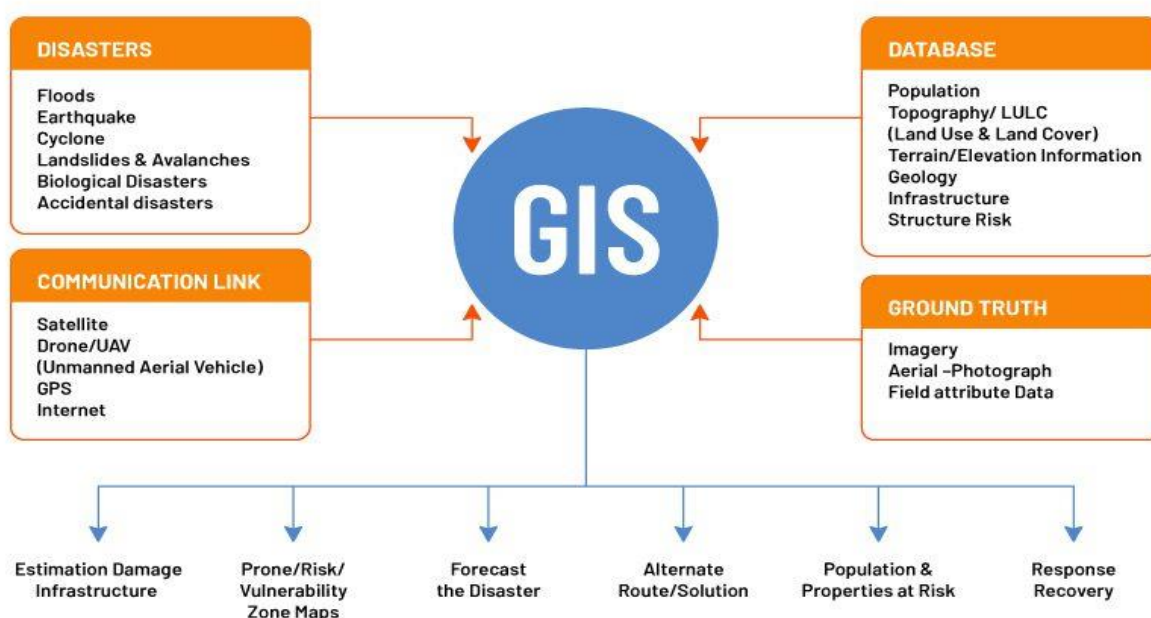 DISASTERS
Floods
Earthquake
Cyclone
Landslides & Avalanches
Biological Disasters
Accidental disasters
COMMUNICATION LINK
Satellite
Drone/UAV
(Unmanned Aerial Vehicle)
GPS
Internet
GIS
DATABASE
Population
Topography/ LULC
(Land Use & Land Cover)
Terrain/Elevation Information
Geology
Infrastructure
Structure Risk
GROUND TRUTH
Imagery
Aerial –Photograph
Field attribute Data
Estimation Damage
Infrastructure
Prone/Risk/
Vulnerability
Zone Maps
Forecast
the Disaster
Alternate
Route/Solution
Population &
Properties at Risk
Response
Recovery